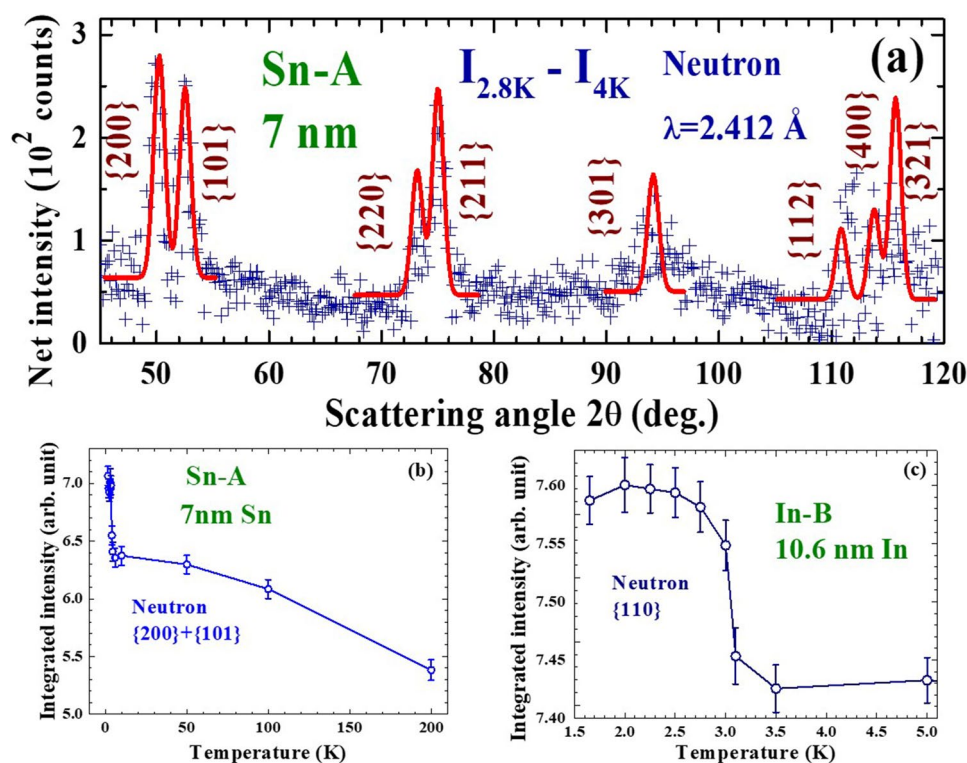 (a)
Sn-A
7 nm
I2.8K - I4K
Neutron
λ=2.412 Å
{200}
{101}
{220}
{211}
{301}
{112}
{400}
{321}
Net intensity (10² counts)
3
2
1
0
50 60 70 80 90 100 110 120
Scattering angle 2θ (deg.)
(b)
Sn-A
7nm Sn
Neutron
{200}+{101}
Integrated intensity (arb. unit)
7.0
6.5
6.0
5.5
5.0
0 50 100 150 200
Temperature (K)
(c)
In-B
10.6 nm In
Neutron
{110}
Integrated intensity (arb. unit)
7.60
7.55
7.50
7.45
7.40
1.5 2.0 2.5 3.0 3.5 4.0 4.5 5.0
Temperature (K)